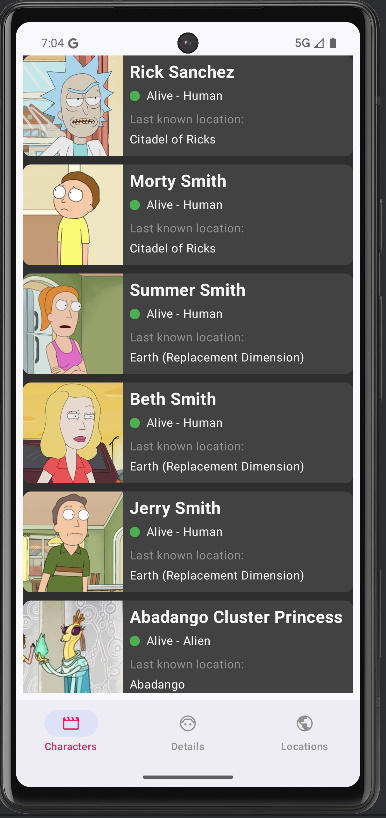 7:04 G 5G
Rick Sanchez
Alive - Human
Last known location:
Citadel of Ricks
Morty Smith
Alive - Human
Last known location:
Citadel of Ricks
Summer Smith
Alive - Human
Last known location:
Earth (Replacement Dimension)
Beth Smith
Alive - Human
Last known location:
Earth (Replacement Dimension)
Jerry Smith
Alive - Human
Last known location:
Earth (Replacement Dimension)
Abadango Cluster Princess
Alive - Alien
Last known location:
Abadango
Characters Details Locations